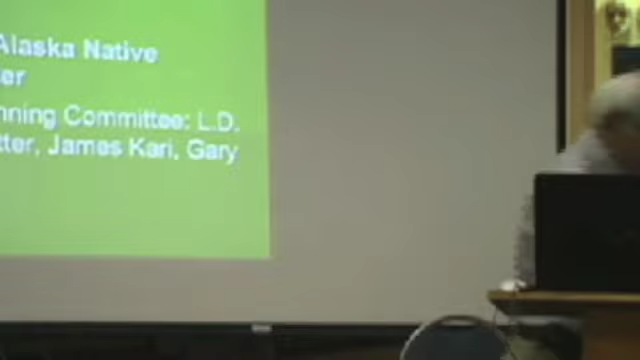 Alaska Native
er
nning Committee: L.D.
tter, James Kari, Gary